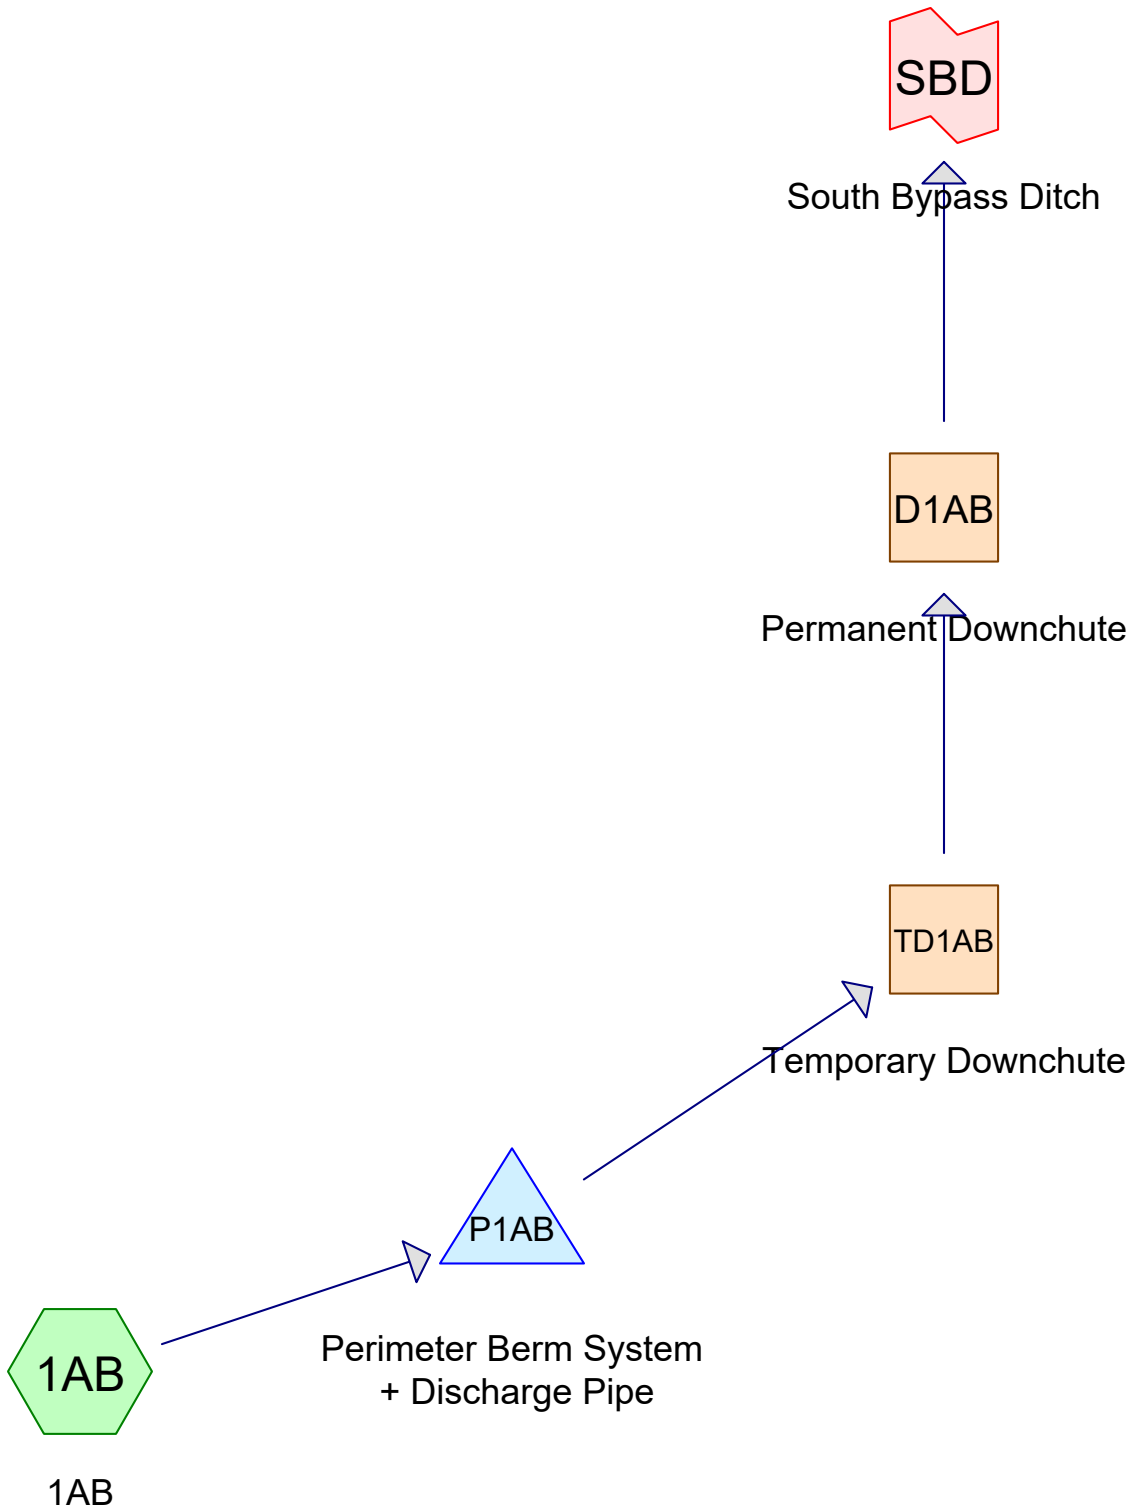 SBD
South Bypass Ditch
D1AB
Permanent Downchute
TD1AB
Temporary Downchute
P1AB
Perimeter Berm System
+ Discharge Pipe
1AB
1AB